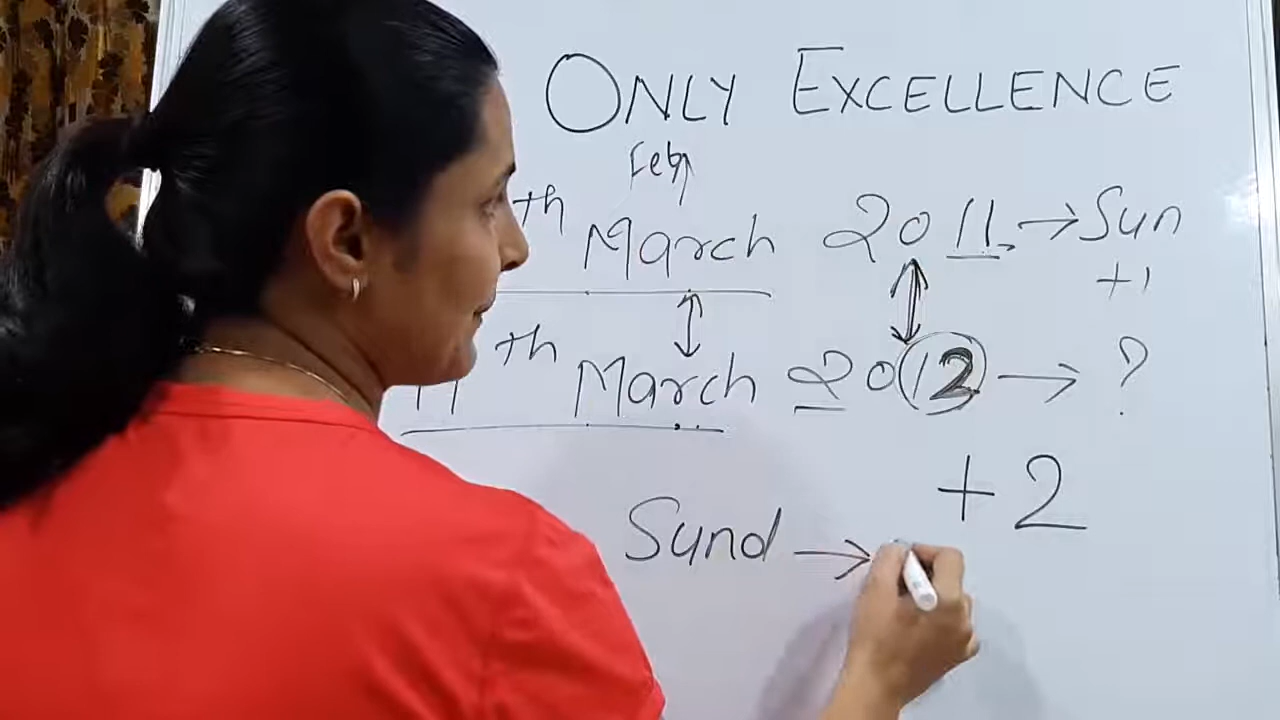 ONLY EXCELLENCE
Feb
th March 2011 → Sun
+1
th March 2012 → ?
+2
Sund →